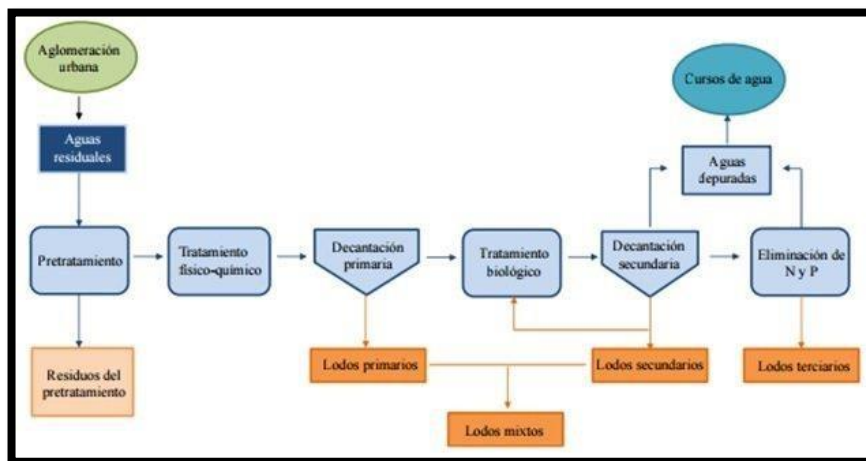 Aglomeración
urbana
Cursos de agua
Aguas
residuales
Aguas
depuradas
Pretratamiento
Tratamiento
físico-químico
Decantación
primaria
Tratamiento
biológico
Decantación
secundaria
Eliminación de
N y P
Residuos del
pretratamiento
Lodos primarios
Lodos secundarios
Lodos terciarios
Lodos mixtos